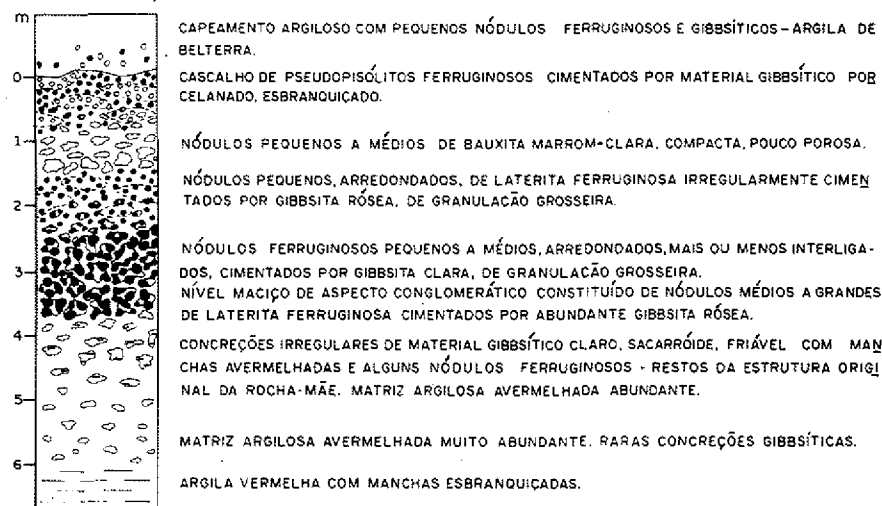 m
CAPEAMENTO ARGILOSO COM PEQUENOS NÓDULOS FERRUGINOSOS E GIBBSÍTICOS - ARGILA DE
BELTERRA.
0
CASCALHO DE PSEUDOPISÓLITOS FERRUGINOSOS CIMENTADOS POR MATERIAL GIBBSÍTICO POR
CELANADO, ESBRANQUIÇADO.
1
NÓDULOS PEQUENOS A MÉDIOS DE BAUXITA MARROM-CLARA, COMPACTA, POUCO POROSA.
NÓDULOS PEQUENOS, ARREDONDADOS, DE LATERITA FERRUGINOSA IRREGULARMENTE CIMEN
2
TADOS POR GIBBSITA RÓSEA, DE GRANULAÇÃO GROSSEIRA.
NÓDULOS FERRUGINOSOS PEQUENOS A MÉDIOS, ARREDONDADOS, MAIS OU MENOS INTERLIGA-
3
DOS, CIMENTADOS POR GIBBSITA CLARA, DE GRANULAÇÃO GROSSEIRA.
NÍVEL MACIÇO DE ASPECTO CONGLOMERÁTICO CONSTITUÍDO DE NÓDULOS MÉDIOS A GRANDES
DE LATERITA FERRUGINOSA CIMENTADOS POR ABUNDANTE GIBBSITA RÓSEA.
4
CONCREÇÕES IRREGULARES DE MATERIAL GIBBSÍTICO CLARO, SACARRÓIDE, FRIÁVEL COM MAN
CHAS AVERMELHADAS E ALGUNS NÓDULOS FERRUGINOSOS - RESTOS DA ESTRUTURA ORIGI
NAL DA ROCHA-MÃE. MATRIZ ARGILOSA AVERMELHADA ABUNDANTE.
5
MATRIZ ARGILOSA AVERMELHADA MUITO ABUNDANTE. RARAS CONCREÇÕES GIBBSÍTICAS.
6
ARGILA VERMELHA COM MANCHAS ESBRANQUIÇADAS.